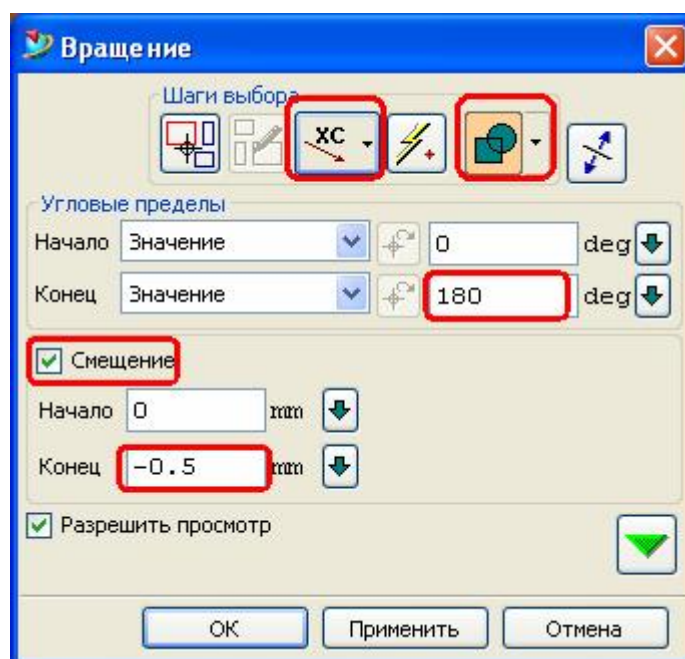 Вращение
Шаги выбора
XC
Угловые пределы
Начало Значение 0 deg
Конец Значение 180 deg
Смещение
Начало 0 mm
Конец -0.5 mm
Разрешить просмотр
OK Применить Отмена